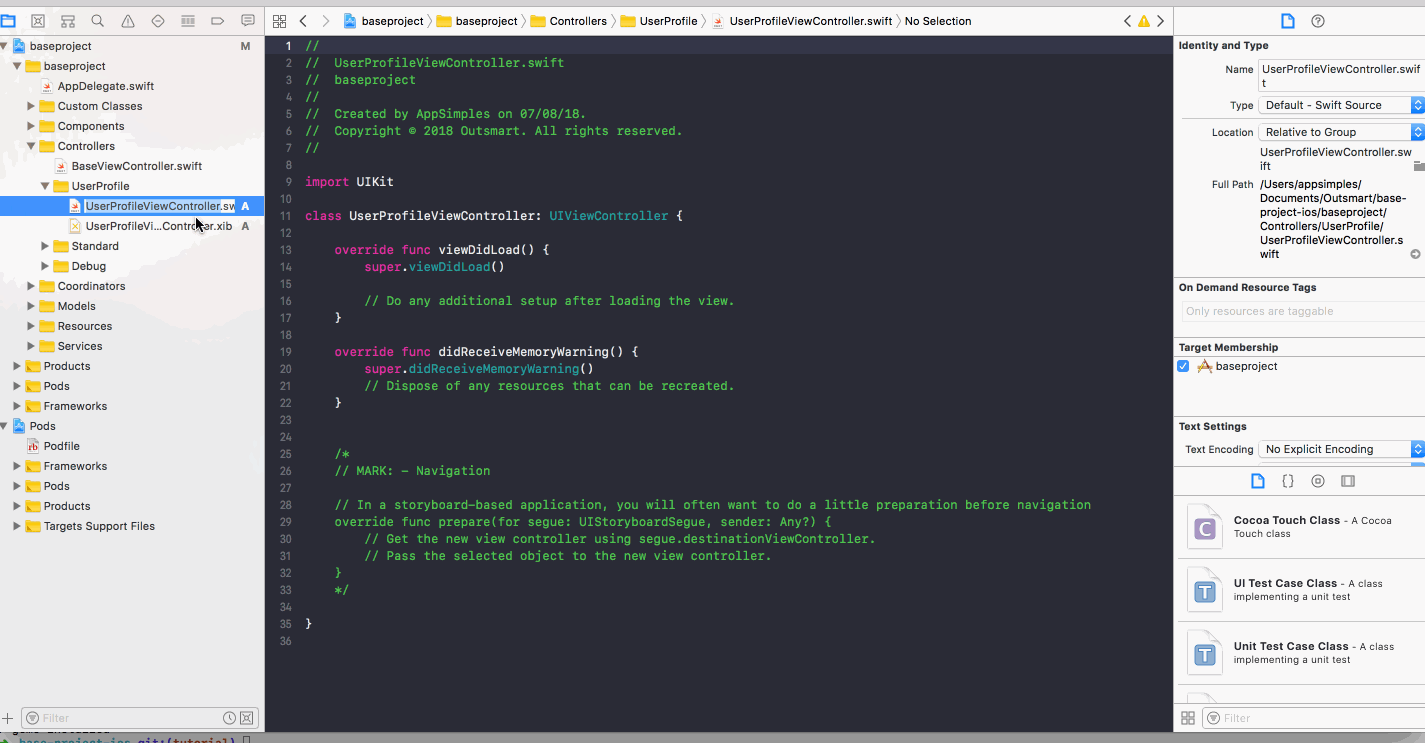 baseproject 〉 baseproject 〉 Controllers 〉 UserProfile 〉 UserProfileViewController.swift 〉 No Selection
baseproject M
baseproject
AppDelegate.swift
Custom Classes
Components
Controllers
BaseViewController.swift
UserProfile
UserProfileViewController.sw A
UserProfileVi...Controller.xib A
Standard
Debug
Coordinators
Models
Resources
Services
Products
Pods
Frameworks
Pods
Podfile
Frameworks
Pods
Products
Targets Support Files
Filter
1 //
2 //  UserProfileViewController.swift
3 //  baseproject
4 //
5 //  Created by AppSimples on 07/08/18.
6 //  Copyright © 2018 Outsmart. All rights reserved.
7 //
8
9 import UIKit
10
11 class UserProfileViewController: UIViewController {
12
13     override func viewDidLoad() {
14         super.viewDidLoad()
15
16         // Do any additional setup after loading the view.
17     }
18
19     override func didReceiveMemoryWarning() {
20         super.didReceiveMemoryWarning()
21         // Dispose of any resources that can be recreated.
22     }
23
24
25     /*
26     // MARK: - Navigation
27
28     // In a storyboard-based application, you will often want to do a little preparation before navigation
29     override func prepare(for segue: UIStoryboardSegue, sender: Any?) {
30         // Get the new view controller using segue.destinationViewController.
31         // Pass the selected object to the new view controller.
32     }
33     */
34
35 }
36
Identity and Type
Name UserProfileViewController.swif
t
Type Default - Swift Source
Location Relative to Group
UserProfileViewController.sw
ift
Full Path /Users/appsimples/
Documents/Outsmart/base-
project-ios/baseproject/
Controllers/UserProfile/
UserProfileViewController.s
wift
On Demand Resource Tags
Only resources are taggable
Target Membership
baseproject
Text Settings
Text Encoding No Explicit Encoding
C Cocoa Touch Class - A Cocoa
Touch class
T UI Test Case Class - A class
implementing a unit test
T Unit Test Case Class - A class
implementing a unit test
Filter
base-project-ios git:(tutorial)